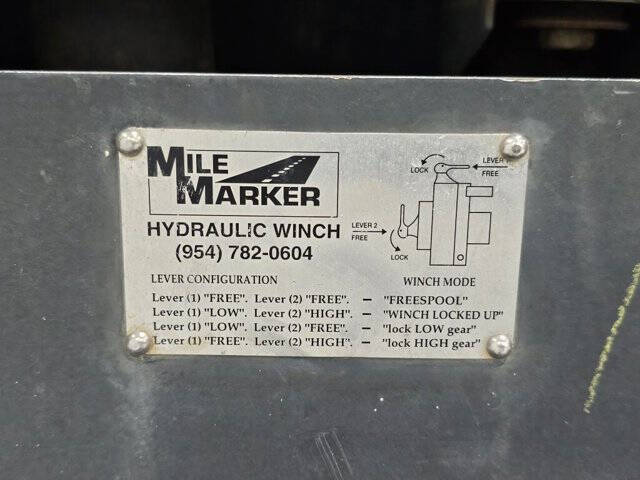 MILE
MARKER
HYDRAULIC WINCH
(954) 782-0604
LOCK
LEVER
FREE
LEVER 2
FREE
LOCK
LEVER CONFIGURATION WINCH MODE
Lever (1) "FREE". Lever (2) "FREE". – "FREESPOOL"
Lever (1) "LOW". Lever (2) "HIGH". – "WINCH LOCKED UP"
Lever (1) "LOW". Lever (2) "FREE". – "lock LOW gear"
Lever (1) "FREE". Lever (2) "HIGH". – "lock HIGH gear"